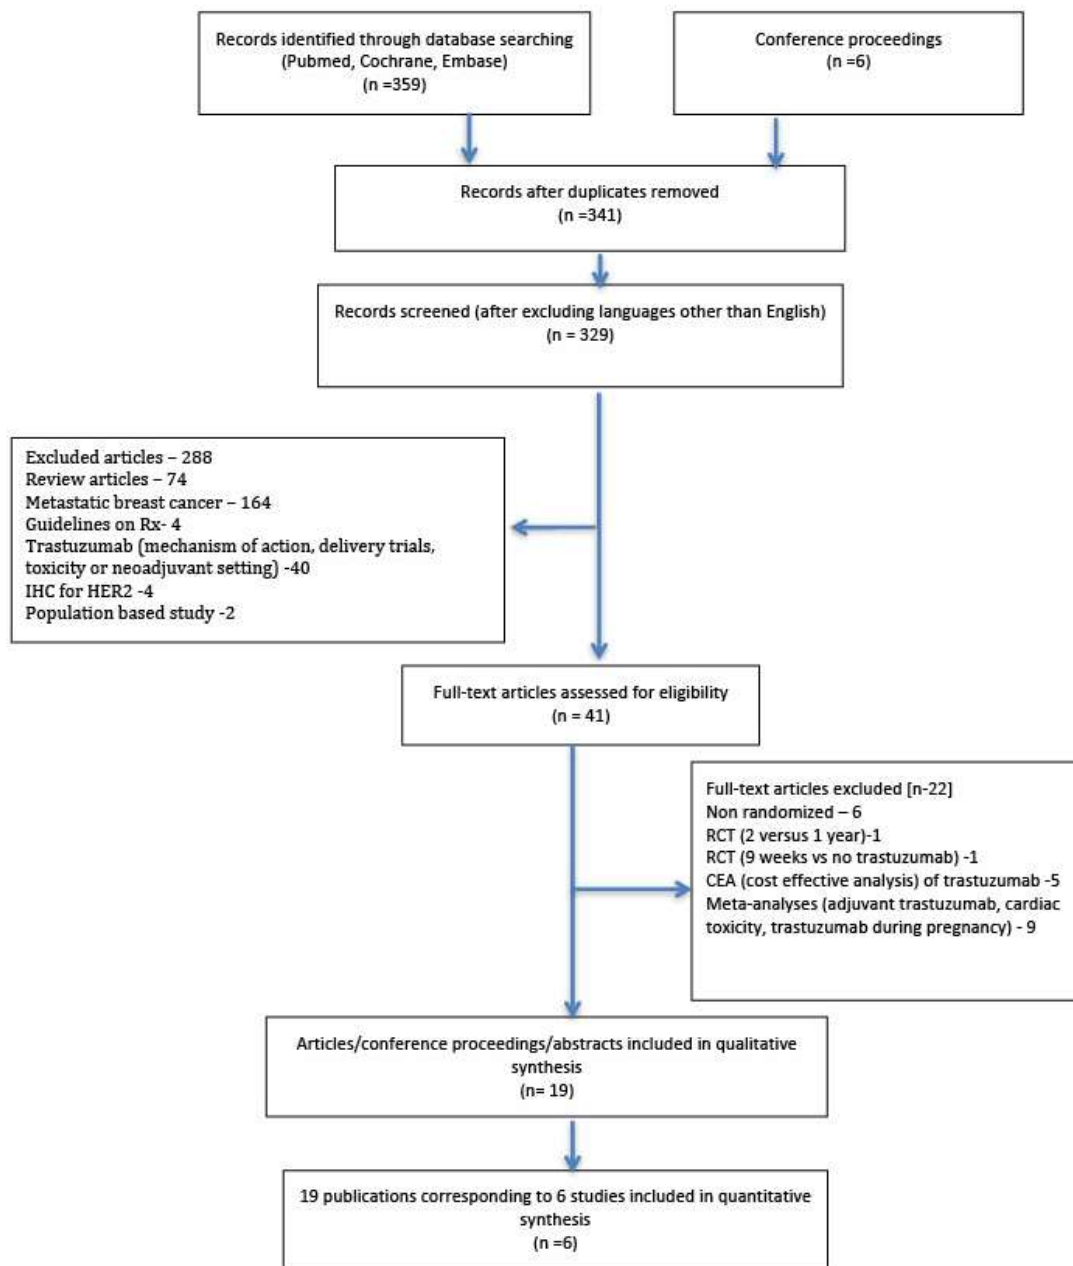 Records identified through database searching
(Pubmed, Cochrane, Embase)
(n =359)
Conference proceedings
(n =6)
Records after duplicates removed
(n =341)
Records screened (after excluding languages other than English)
(n = 329)
Excluded articles – 288
Review articles – 74
Metastatic breast cancer – 164
Guidelines on Rx- 4
Trastuzumab (mechanism of action, delivery trials,
toxicity or neoadjuvant setting) -40
IHC for HER2 -4
Population based study -2
Full-text articles assessed for eligibility
(n = 41)
Full-text articles excluded [n-22]
Non randomized – 6
RCT (2 versus 1 year)-1
RCT (9 weeks vs no trastuzumab) -1
CEA (cost effective analysis) of trastuzumab -5
Meta-analyses (adjuvant trastuzumab, cardiac
toxicity, trastuzumab during pregnancy) - 9
Articles/conference proceedings/abstracts included in qualitative
synthesis
(n= 19)
19 publications corresponding to 6 studies included in quantitative
synthesis
(n =6)